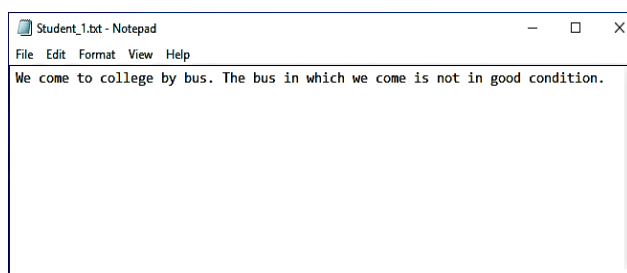 Student_1.txt - Notepad
File Edit Format View Help
We come to college by bus. The bus in which we come is not in good condition.